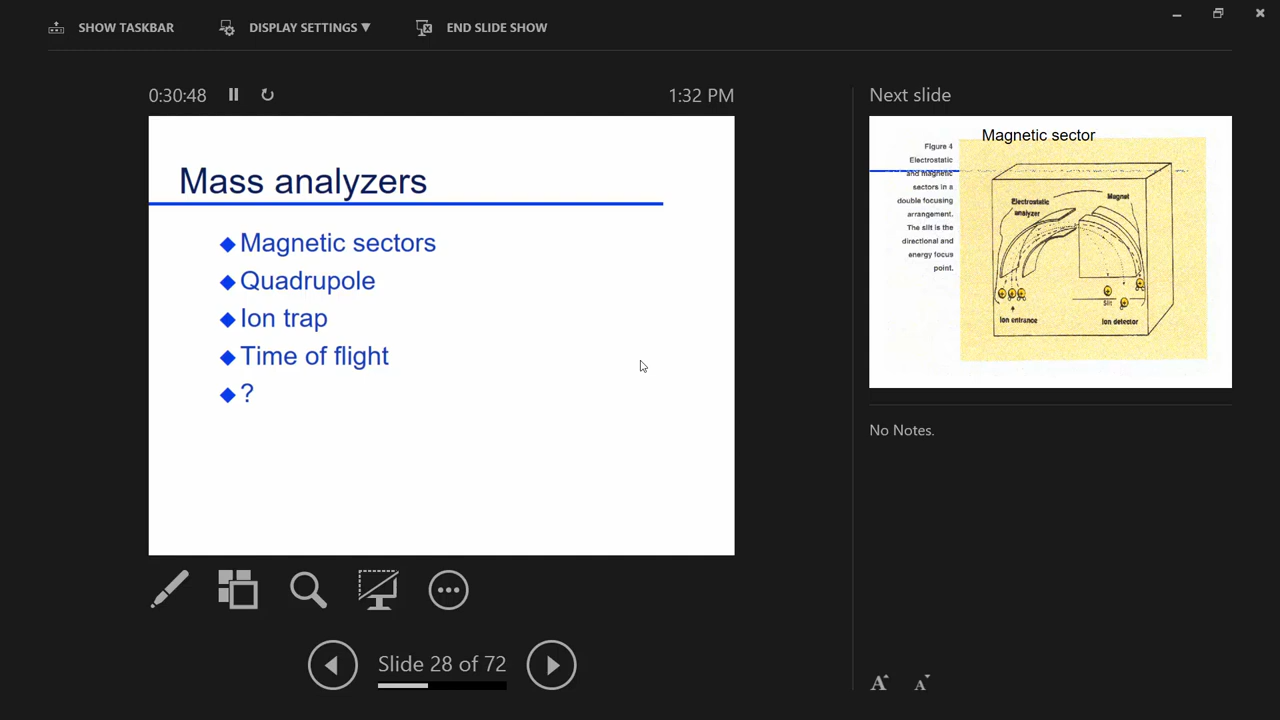 SHOW TASKBAR
DISPLAY SETTINGS ▼
END SLIDE SHOW
0:30:48
1:32 PM
Mass analyzers
◆ Magnetic sectors
◆ Quadrupole
◆ Ion trap
◆ Time of flight
◆ ?
Slide 28 of 72
Next slide
Magnetic sector
Figure 4
Electrostatic
and magnetic
sectors in a
double focusing
arrangement.
The slit is the
directional and
energy focus
point.
Electrostatic
analyzer
Magnet
Slit
Ion entrance
Ion detector
No Notes.
A
A